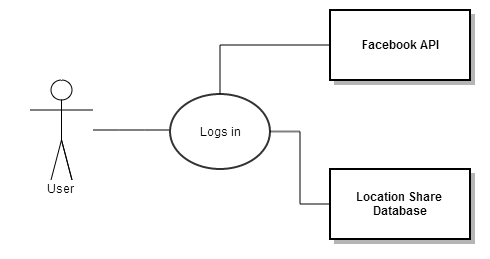 Facebook API
Logs in
User
Location Share
Database